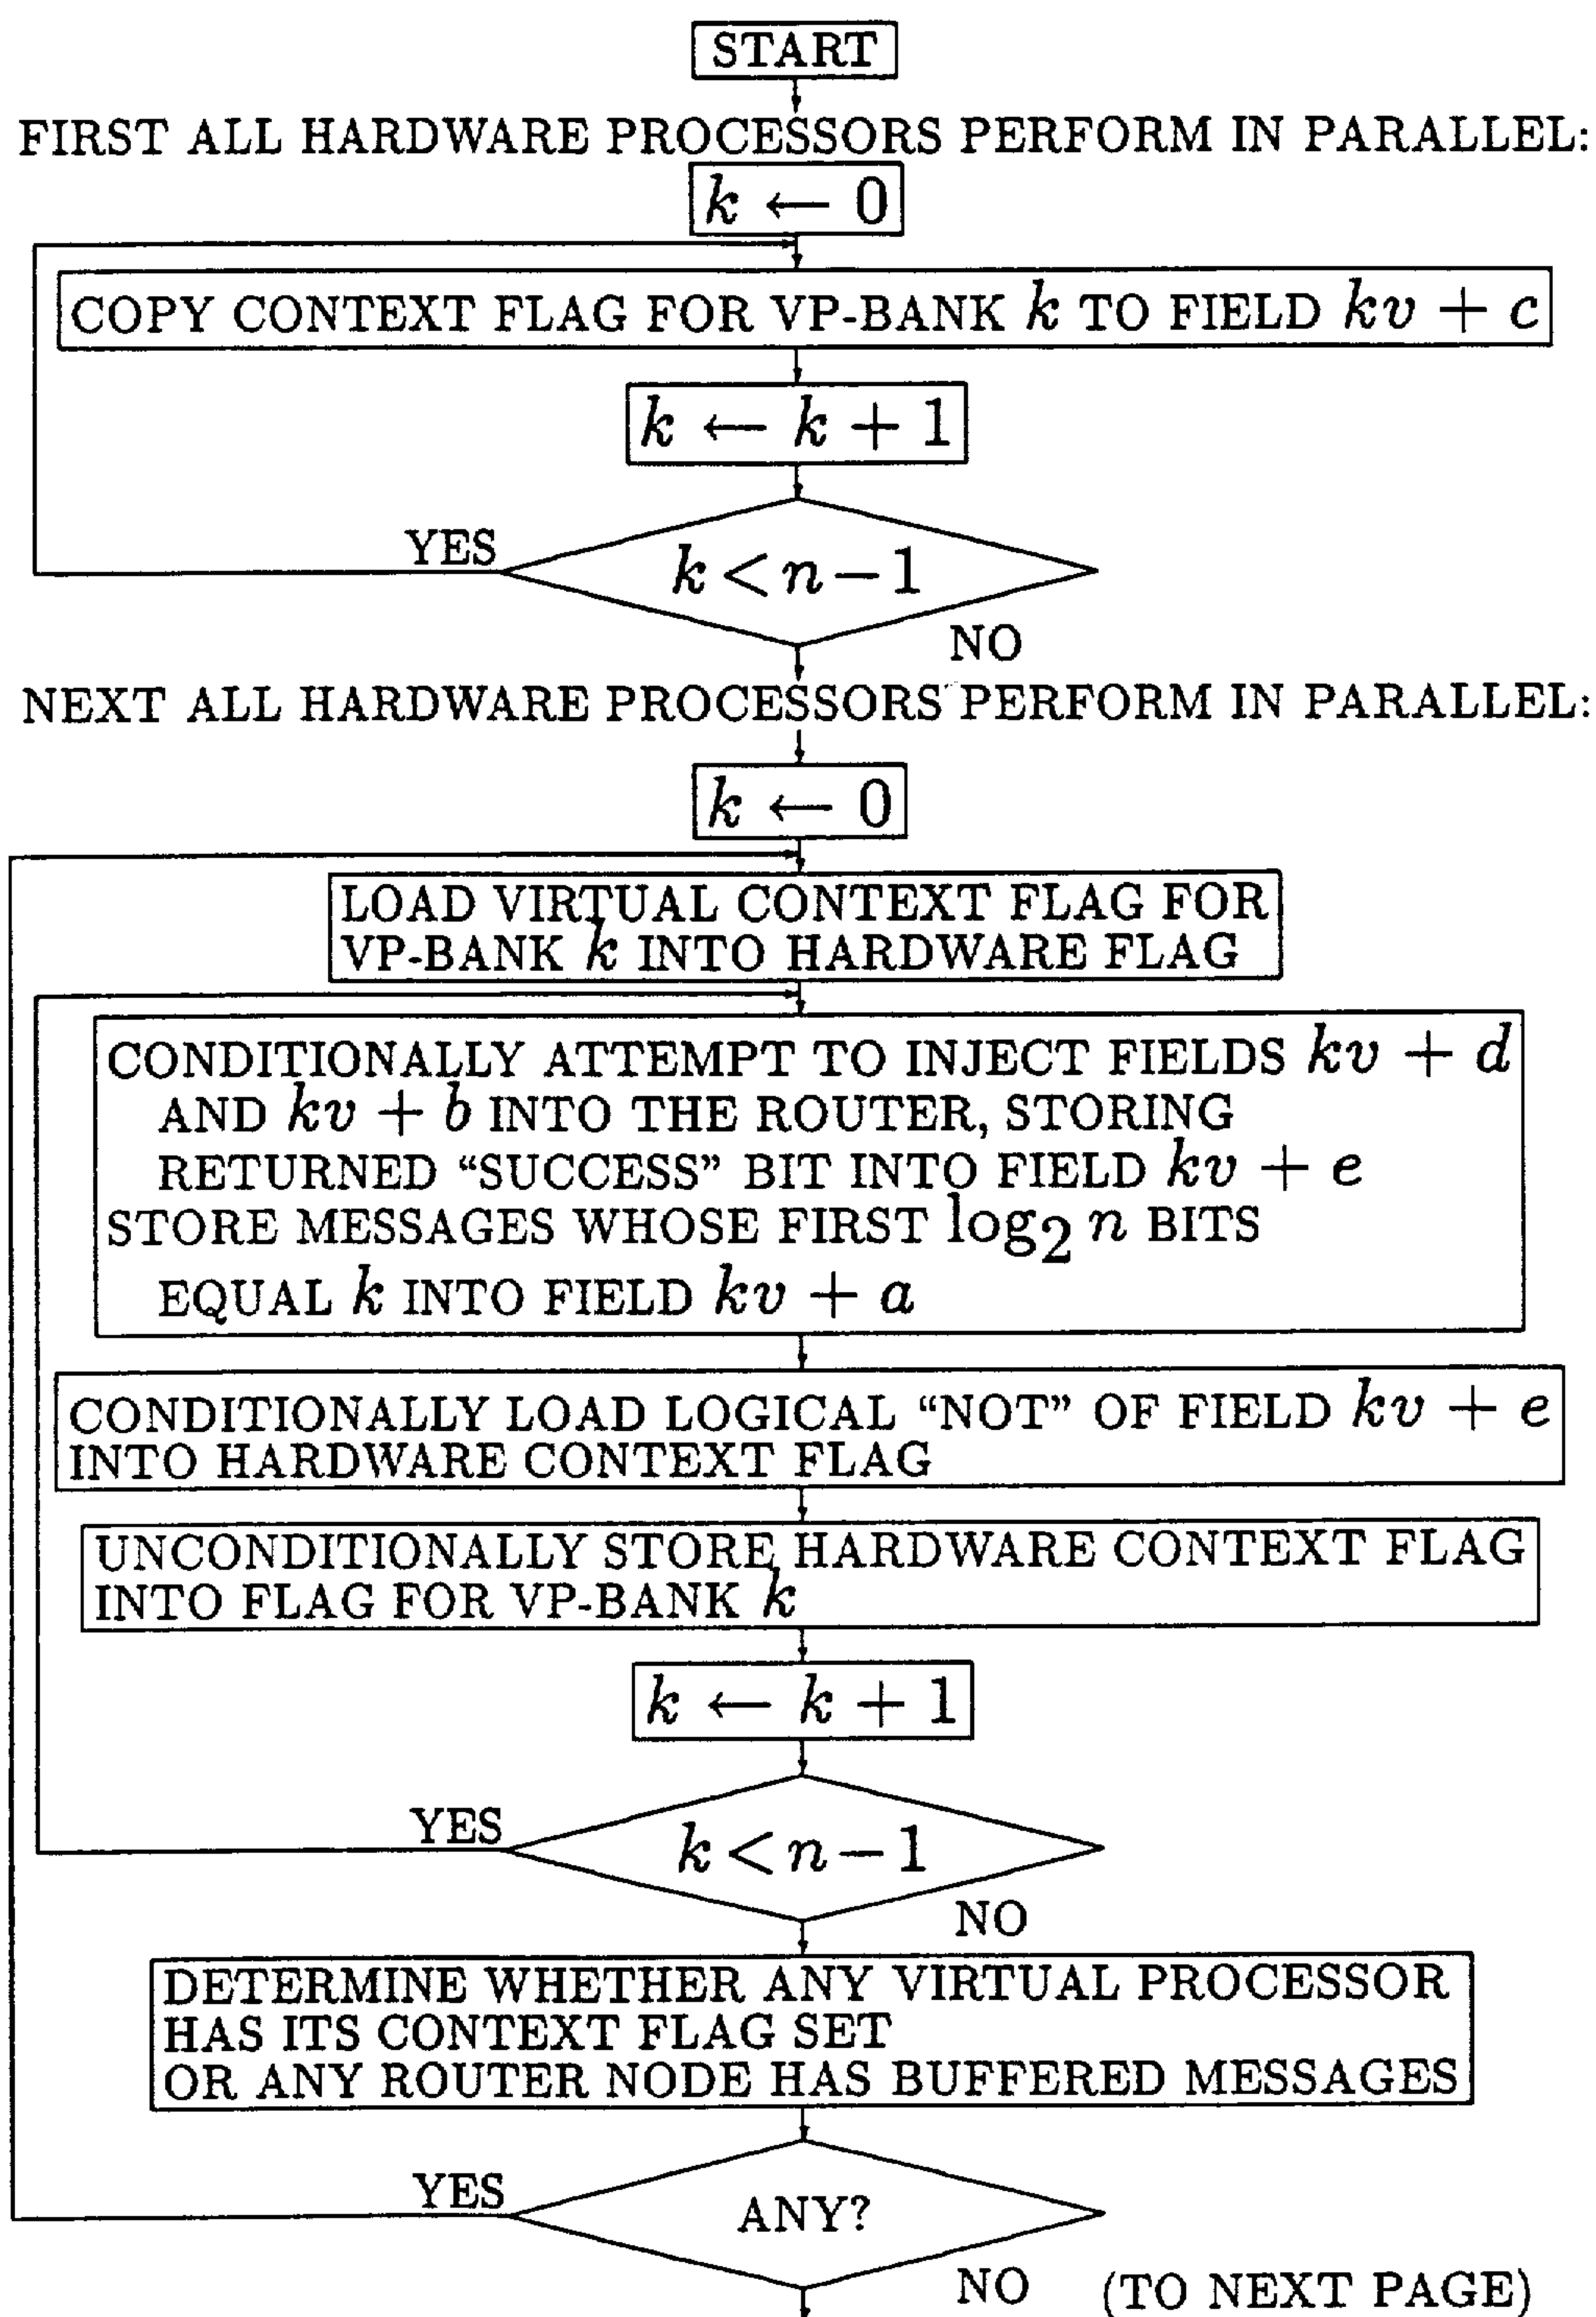 START
FIRST ALL HARDWARE PROCESSORS PERFORM IN PARALLEL:
k ← 0
COPY CONTEXT FLAG FOR VP-BANK k TO FIELD kv + c
k ← k + 1
YES
k < n − 1
NO
NEXT ALL HARDWARE PROCESSORS PERFORM IN PARALLEL:
k ← 0
LOAD VIRTUAL CONTEXT FLAG FOR
VP-BANK k INTO HARDWARE FLAG
CONDITIONALLY ATTEMPT TO INJECT FIELDS kv + d
AND kv + b INTO THE ROUTER, STORING
RETURNED “SUCCESS” BIT INTO FIELD kv + e
STORE MESSAGES WHOSE FIRST log₂ n BITS
EQUAL k INTO FIELD kv + a
CONDITIONALLY LOAD LOGICAL “NOT” OF FIELD kv + e
INTO HARDWARE CONTEXT FLAG
UNCONDITIONALLY STORE HARDWARE CONTEXT FLAG
INTO FLAG FOR VP-BANK k
k ← k + 1
YES
k < n − 1
NO
DETERMINE WHETHER ANY VIRTUAL PROCESSOR
HAS ITS CONTEXT FLAG SET
OR ANY ROUTER NODE HAS BUFFERED MESSAGES
YES
ANY?
NO (TO NEXT PAGE)